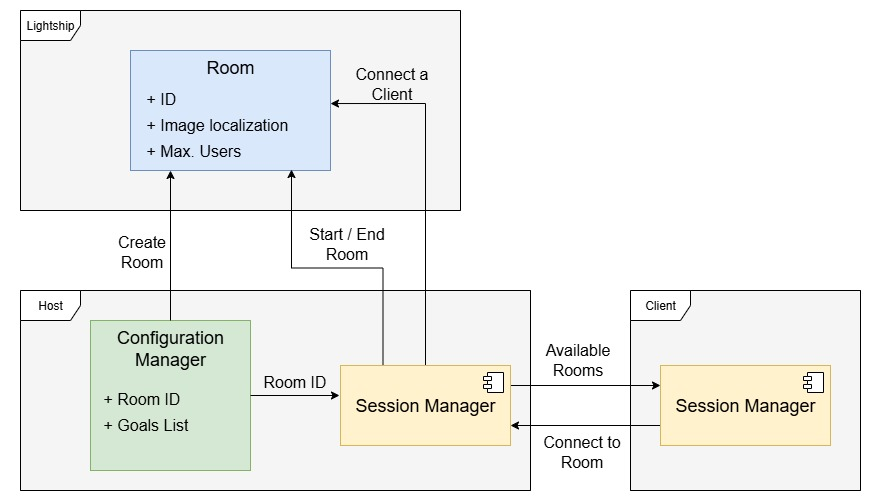 Lightship
Room
+ ID
+ Image localization
+ Max. Users
Connect a
Client
Create
Room
Start / End
Room
Host
Configuration
Manager
+ Room ID
+ Goals List
Room ID
Session Manager
Available
Rooms
Connect to
Room
Client
Session Manager